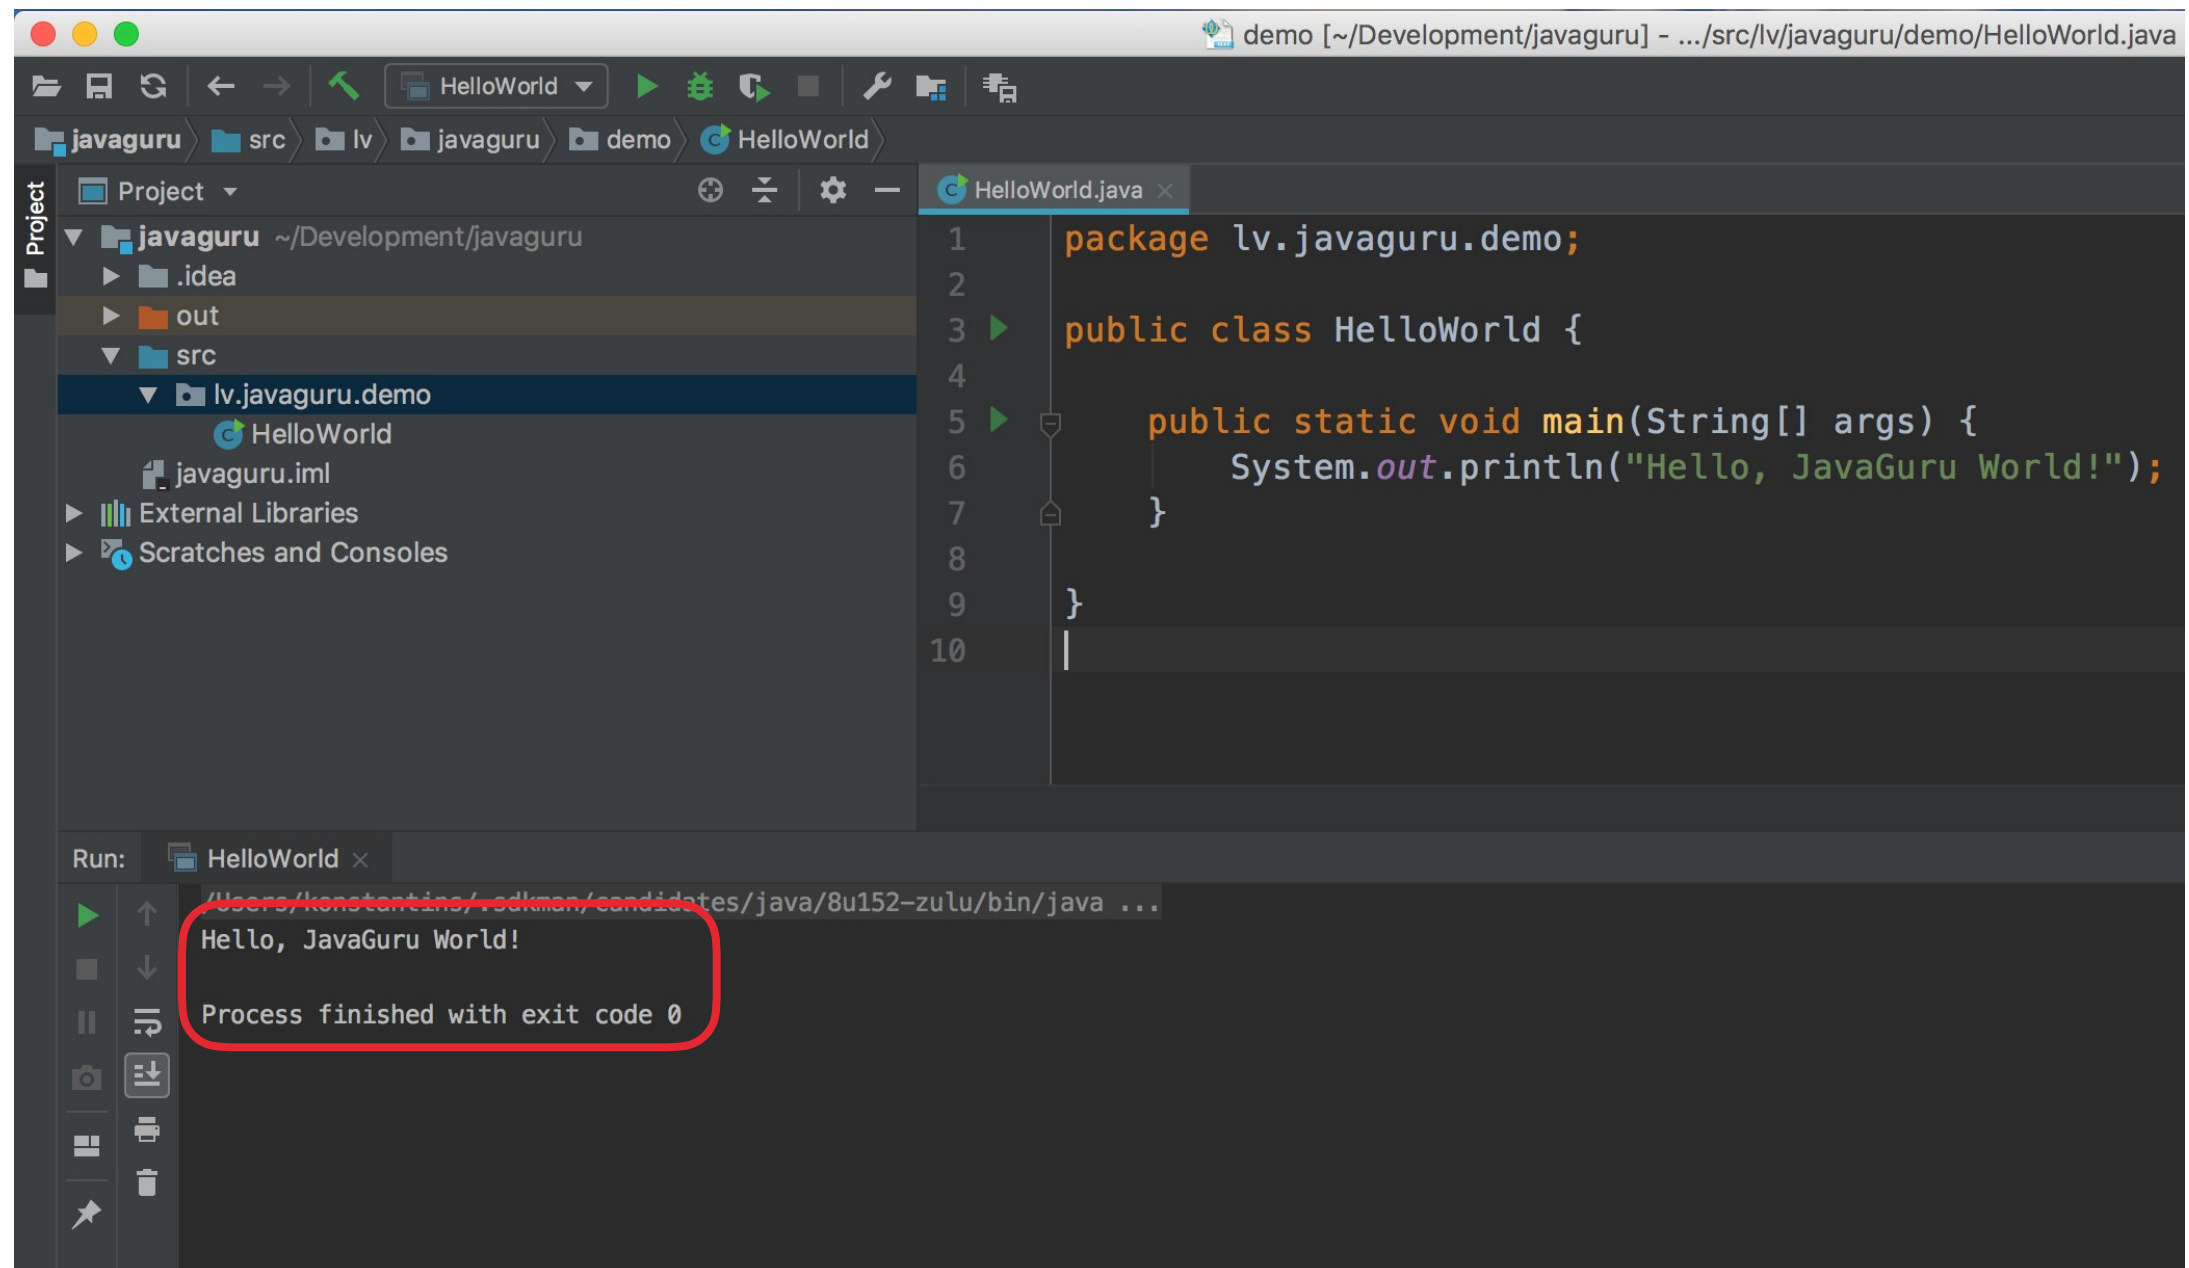 demo [~/Development/javaguru] - .../src/lv/javaguru/demo/HelloWorld.java
HelloWorld
javaguru src lv javaguru demo HelloWorld
Project
Project
HelloWorld.java
javaguru ~/Development/javaguru
.idea
out
src
lv.javaguru.demo
HelloWorld
javaguru.iml
External Libraries
Scratches and Consoles
1 package lv.javaguru.demo;
2
3 public class HelloWorld {
4
5 public static void main(String[] args) {
6 System.out.println("Hello, JavaGuru World!");
7 }
8
9 }
10
Run: HelloWorld
/Users/konstantins/.sdkman/candidates/java/8u152-zulu/bin/java ...
Hello, JavaGuru World!
Process finished with exit code 0